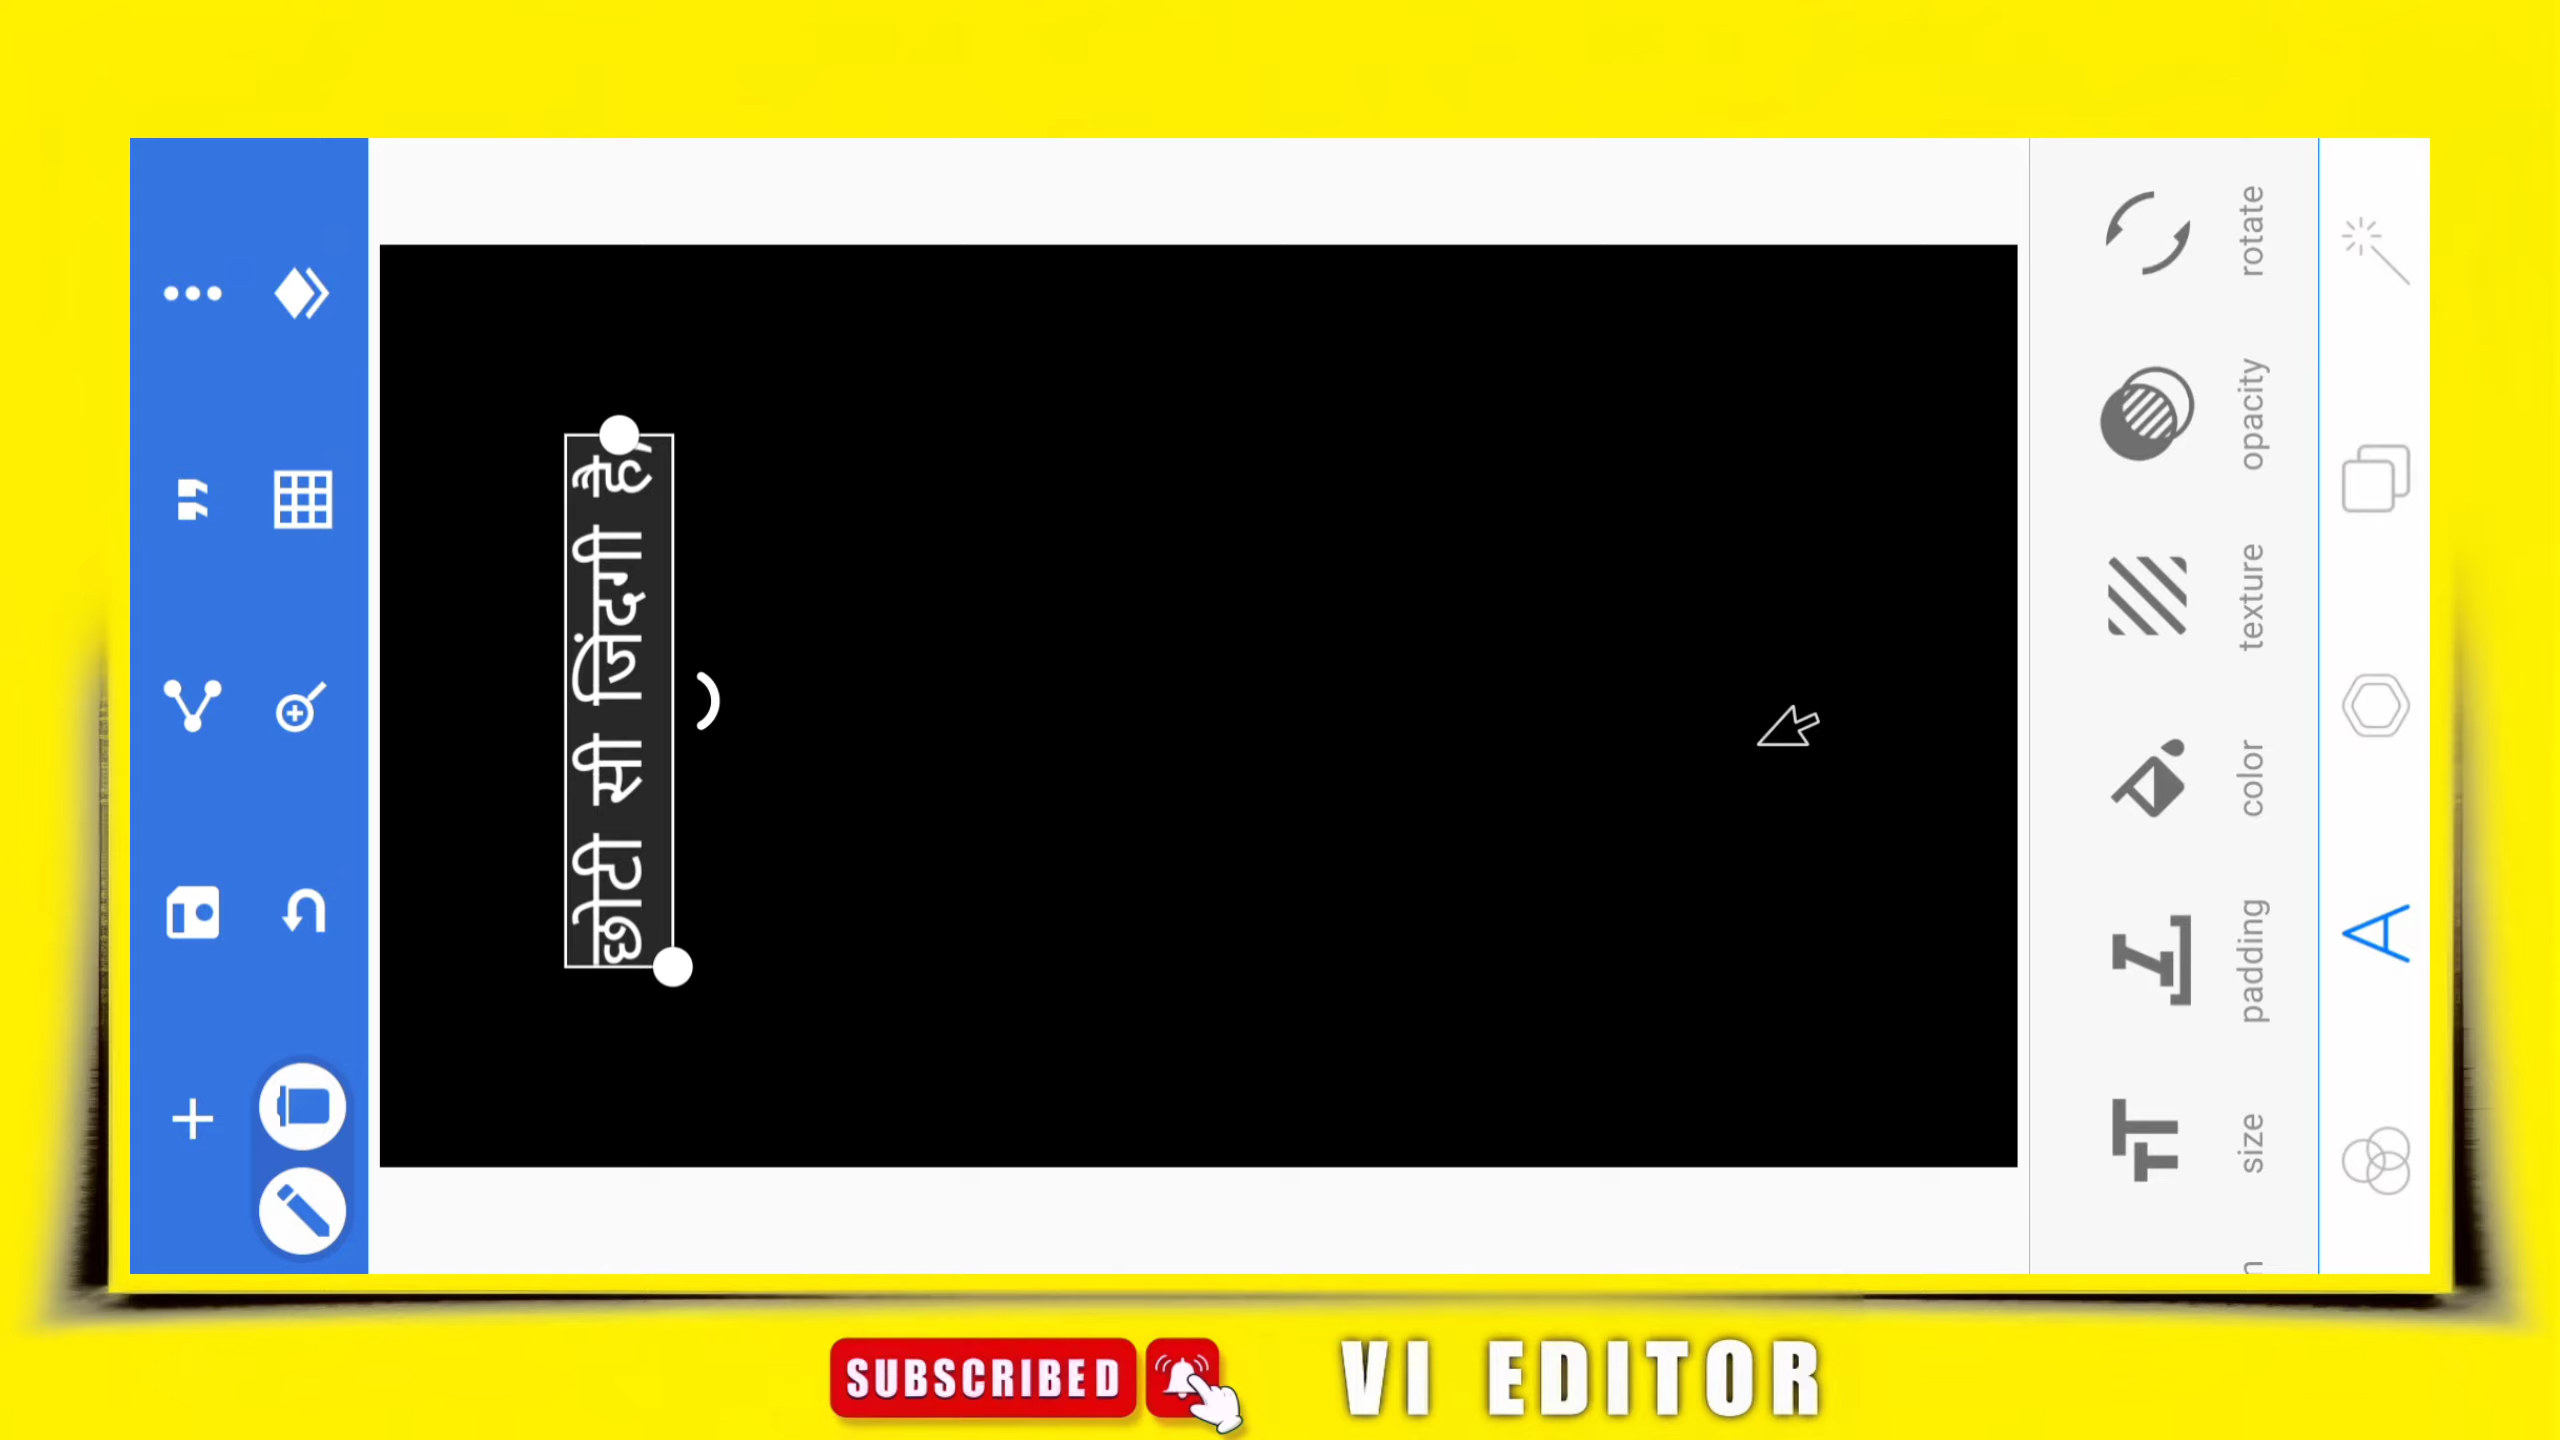 छोटी सी जिंदगी है,
rotate
opacity
texture
color
padding
size
SUBSCRIBED
VI EDITOR